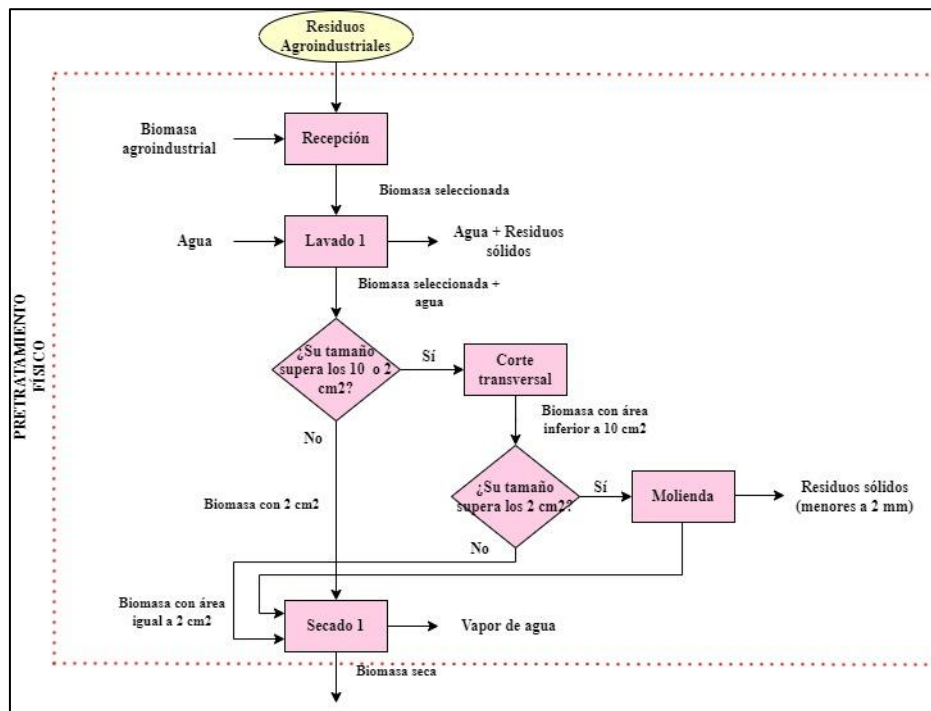 Residuos
Agroindustriales
Biomasa
agroindustrial
Recepción
Biomasa seleccionada
Agua
Lavado 1
Agua + Residuos
sólidos
Biomasa seleccionada +
agua
PRETRATAMIENTO
FÍSICO
¿Su tamaño
supera los 10 o 2
cm2?
Sí
Corte
transversal
Biomasa con área
inferior a 10 cm2
No
Biomasa con 2 cm2
¿Su tamaño
supera los 2 cm2?
Sí
Molienda
Residuos sólidos
(menores a 2 mm)
No
Biomasa con área
igual a 2 cm2
Secado 1
Vapor de agua
Biomasa seca